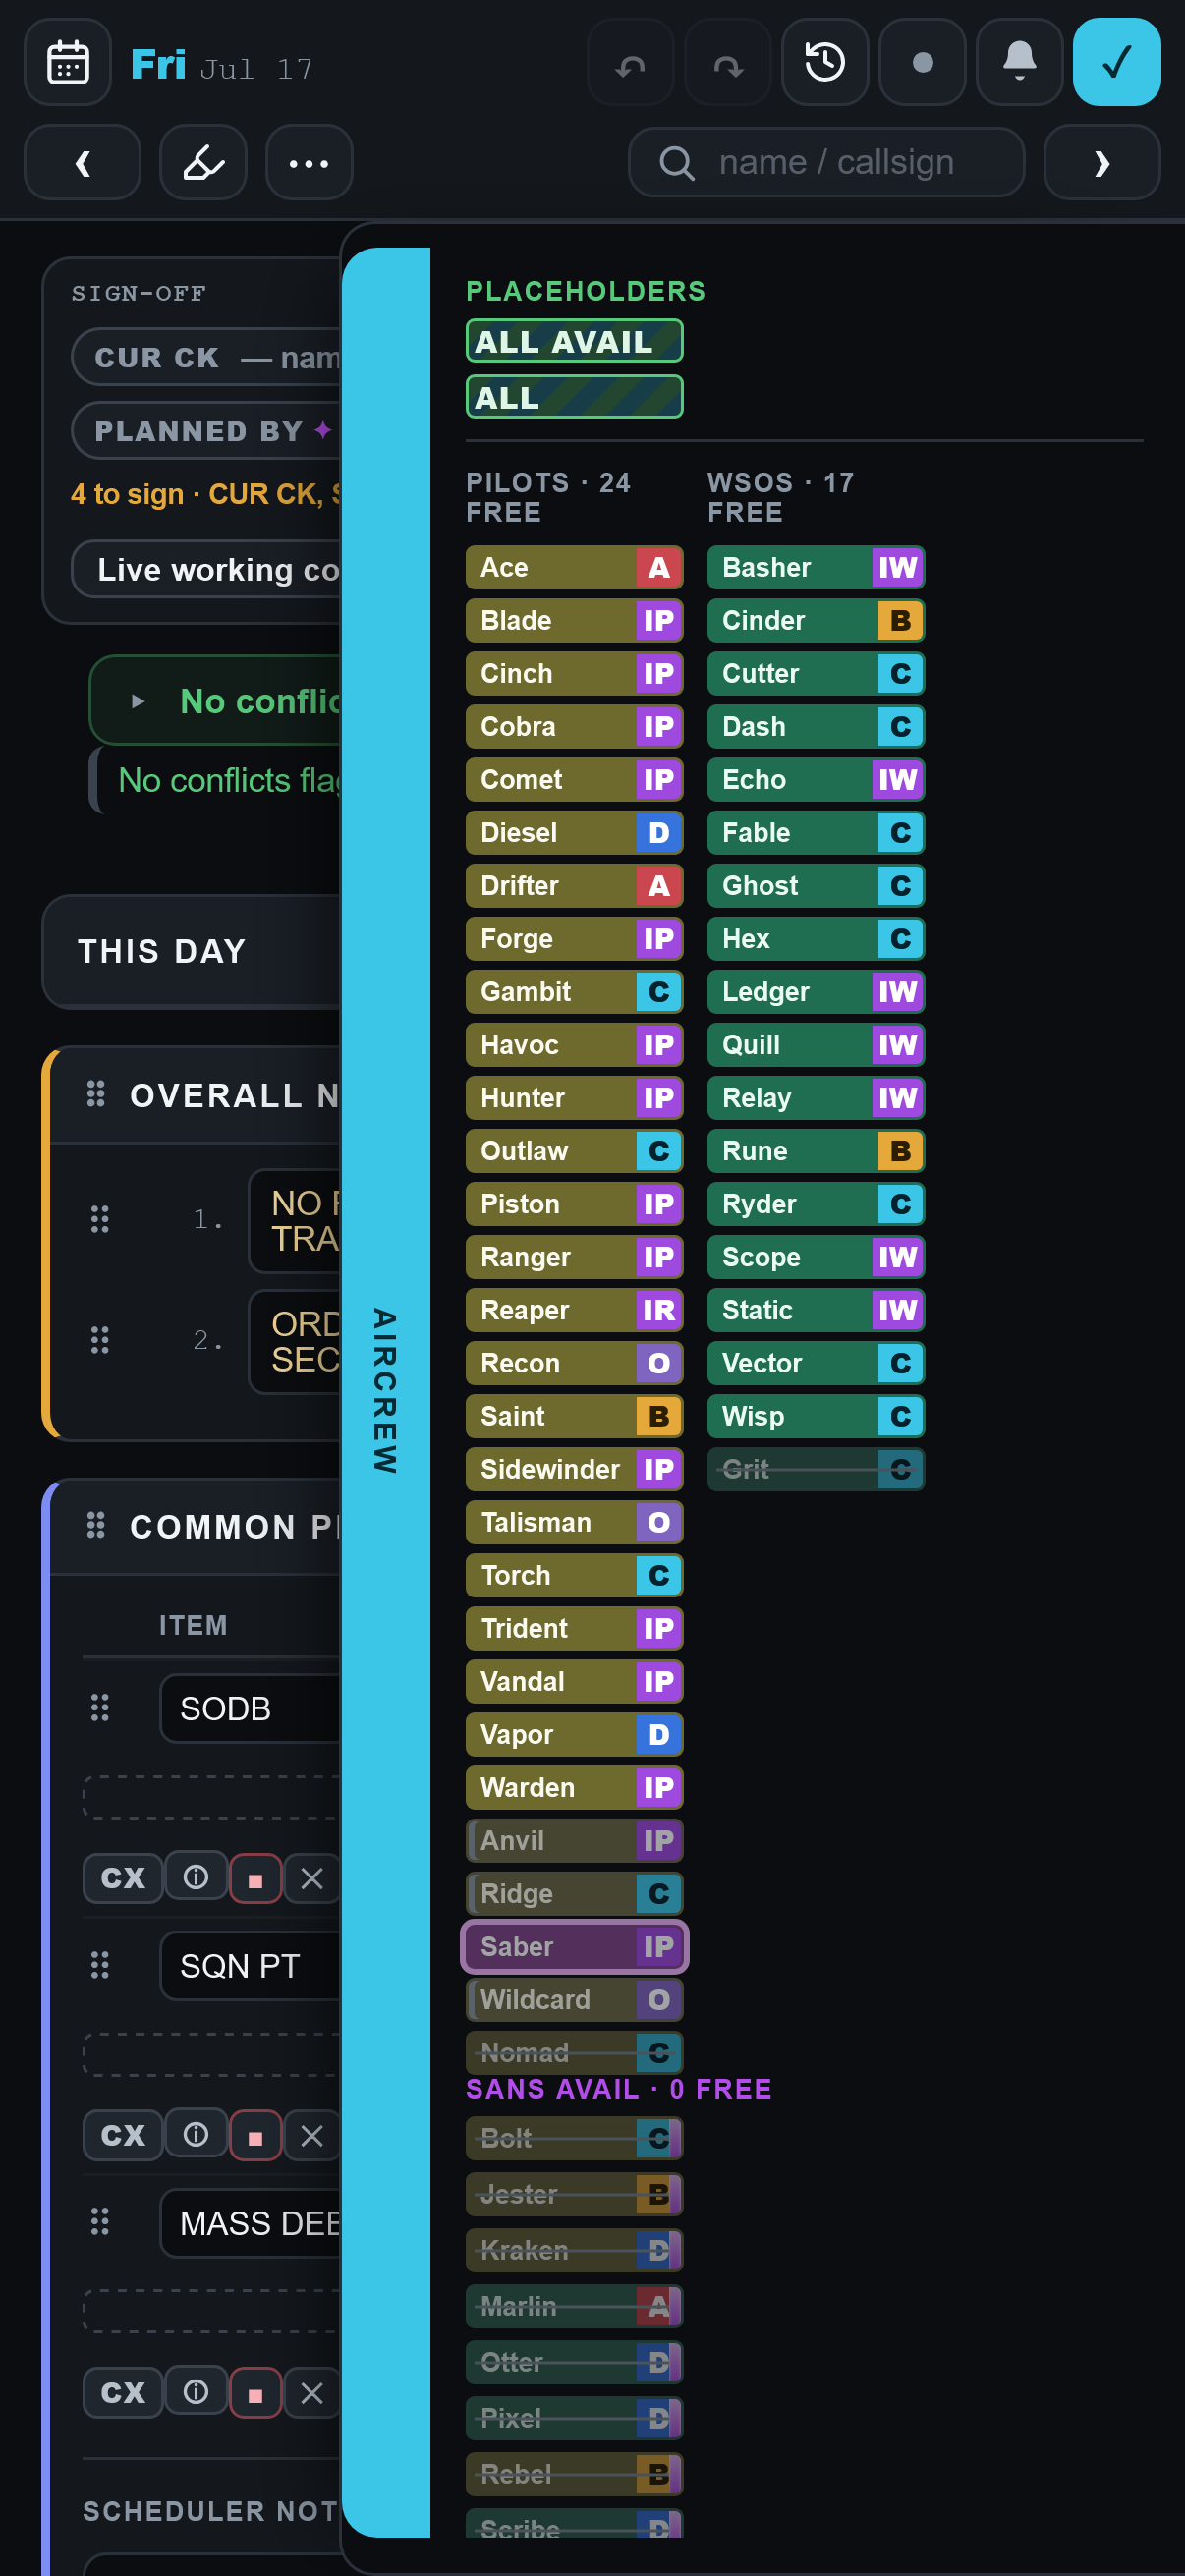 Fri Jul 17
name / callsign
SIGN-OFF
CUR CK — nam
PLANNED BY
4 to sign · CUR CK, S
Live working co
No conflic
No conflicts flag
THIS DAY
OVERALL N
1. NO
TRA
2. ORD
SEC
COMMON P
ITEM
SODB
CX
SQN PT
CX
MASS DEE
CX
SCHEDULER NOT
AIRCREW
PLACEHOLDERS
ALL AVAIL
ALL
PILOTS · 24
FREE
Ace A
Blade IP
Cinch IP
Cobra IP
Comet IP
Diesel D
Drifter A
Forge IP
Gambit C
Havoc IP
Hunter IP
Outlaw C
Piston IP
Ranger IP
Reaper IR
Recon O
Saint B
Sidewinder IP
Talisman O
Torch C
Trident IP
Vandal IP
Vapor D
Warden IP
Anvil IP
Ridge C
Saber IP
Wildcard O
Nomad C
WSOS · 17
FREE
Basher IW
Cinder B
Cutter C
Dash C
Echo IW
Fable C
Ghost C
Hex C
Ledger IW
Quill IW
Relay IW
Rune B
Ryder C
Scope IW
Static IW
Vector C
Wisp C
Grit C
SANS AVAIL · 0 FREE
Bolt C
Jester B
Kraken D
Marlin A
Otter D
Pixel D
Rebel B
Scribe D